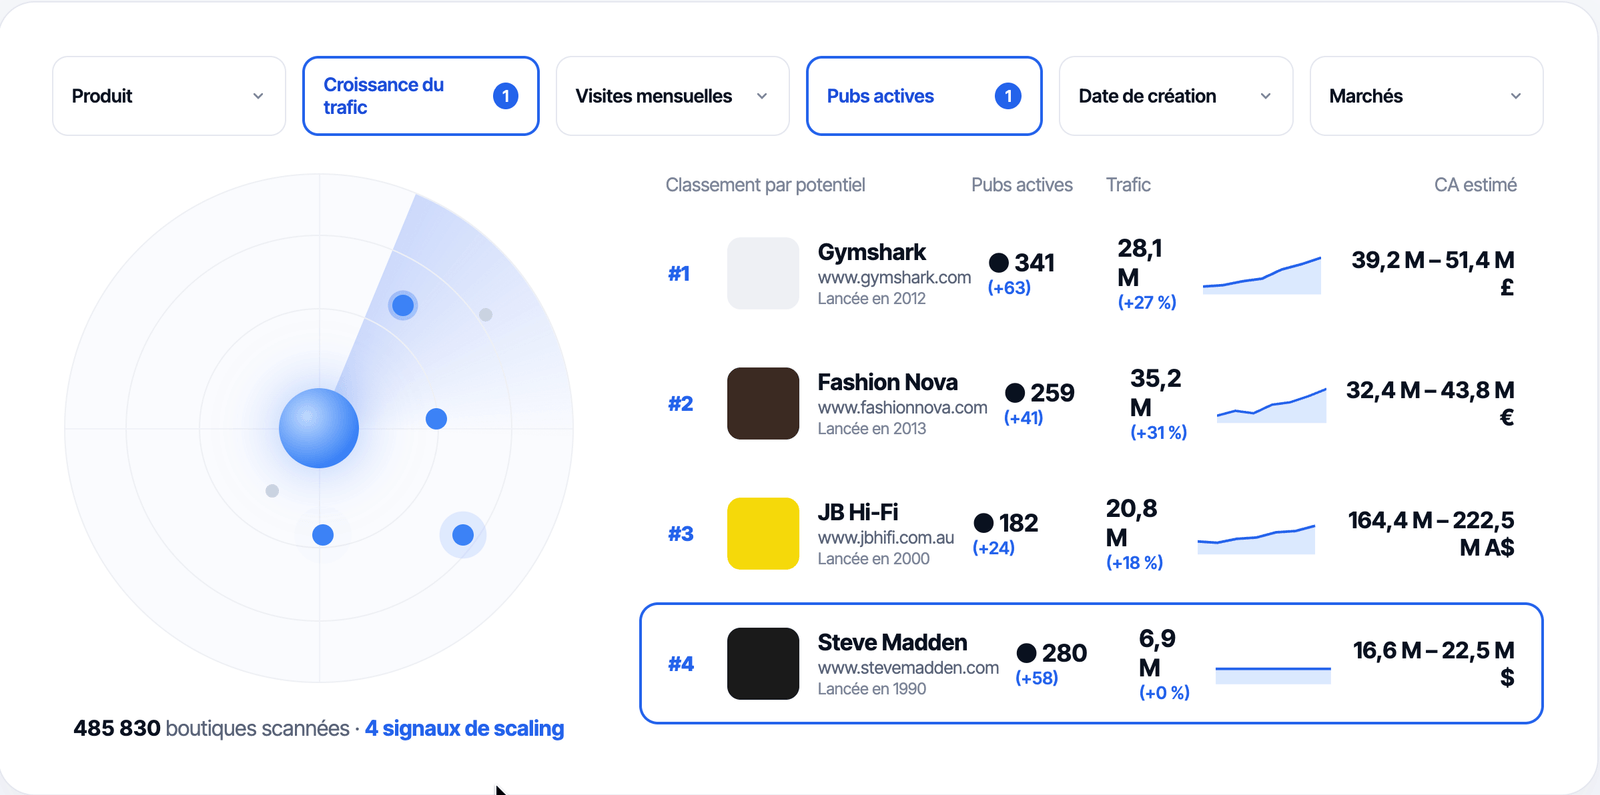 Produit
Croissance du
trafic
1
Visites mensuelles
Pubs actives
1
Date de création
Marchés
Classement par potentiel
Pubs actives
Trafic
CA estimé
#1
Gymshark
www.gymshark.com
Lancée en 2012
341
(+63)
28,1
M
(+27 %)
39,2 M – 51,4 M
£
#2
Fashion Nova
www.fashionnova.com
Lancée en 2013
259
(+41)
35,2
M
(+31 %)
32,4 M – 43,8 M
€
#3
JB Hi-Fi
www.jbhifi.com.au
Lancée en 2000
182
(+24)
20,8
M
(+18 %)
164,4 M – 222,5
M A$
#4
Steve Madden
www.stevemadden.com
Lancée en 1990
280
(+58)
6,9
M
(+0 %)
16,6 M – 22,5 M
$
485 830 boutiques scannées · 4 signaux de scaling